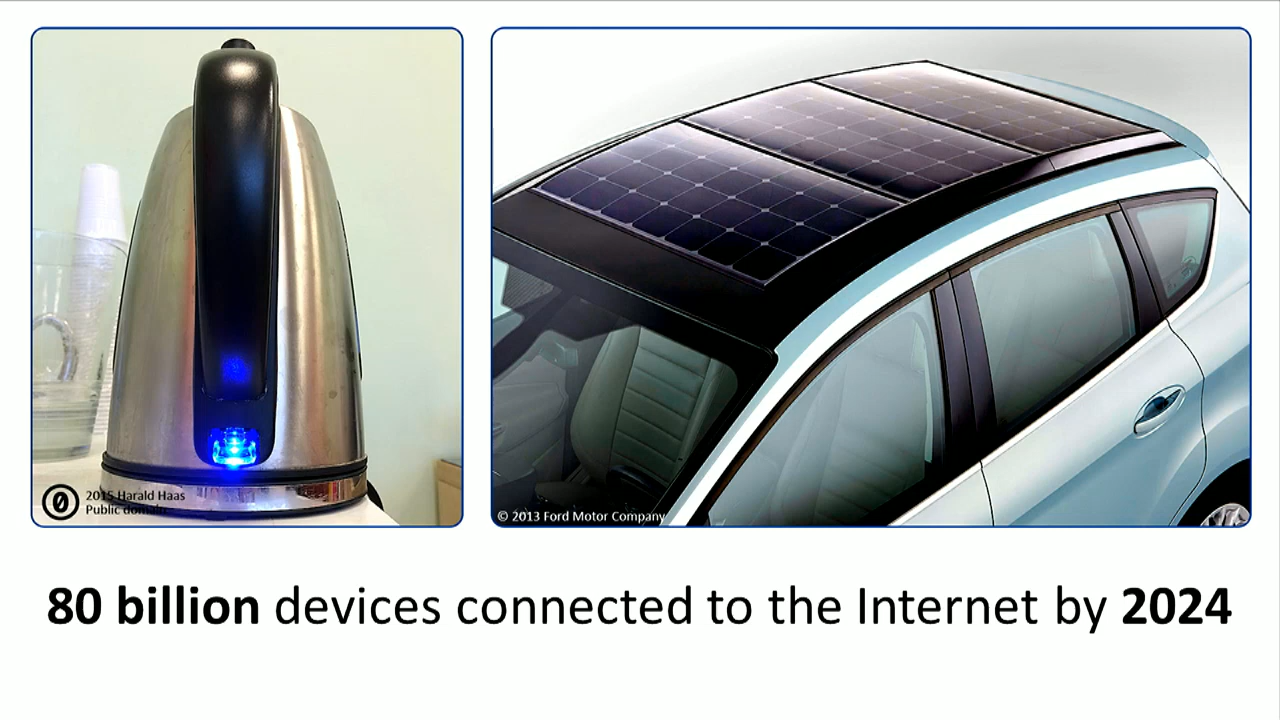 2015 Harald Haas
Public domain
© 2013 Ford Motor Company
80 billion devices connected to the Internet by 2024